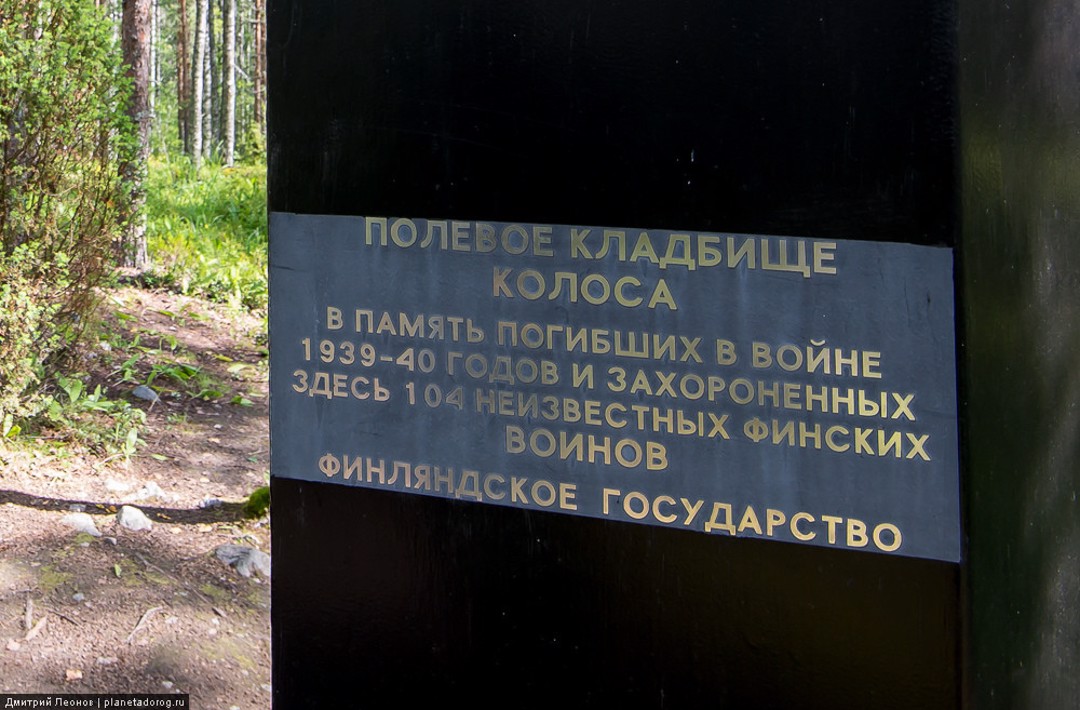 ПОЛЕВОЕ КЛАДБИЩЕ
КОЛОСА
В ПАМЯТЬ ПОГИБШИХ В ВОЙНЕ
1939-40 ГОДОВ И ЗАХОРОНЕННЫХ
ЗДЕСЬ 104 НЕИЗВЕСТНЫХ ФИНСКИХ
ВОИНОВ
ФИНЛЯНДСКОЕ ГОСУДАРСТВО
Дмитрий Леонов | planetadorog.ru